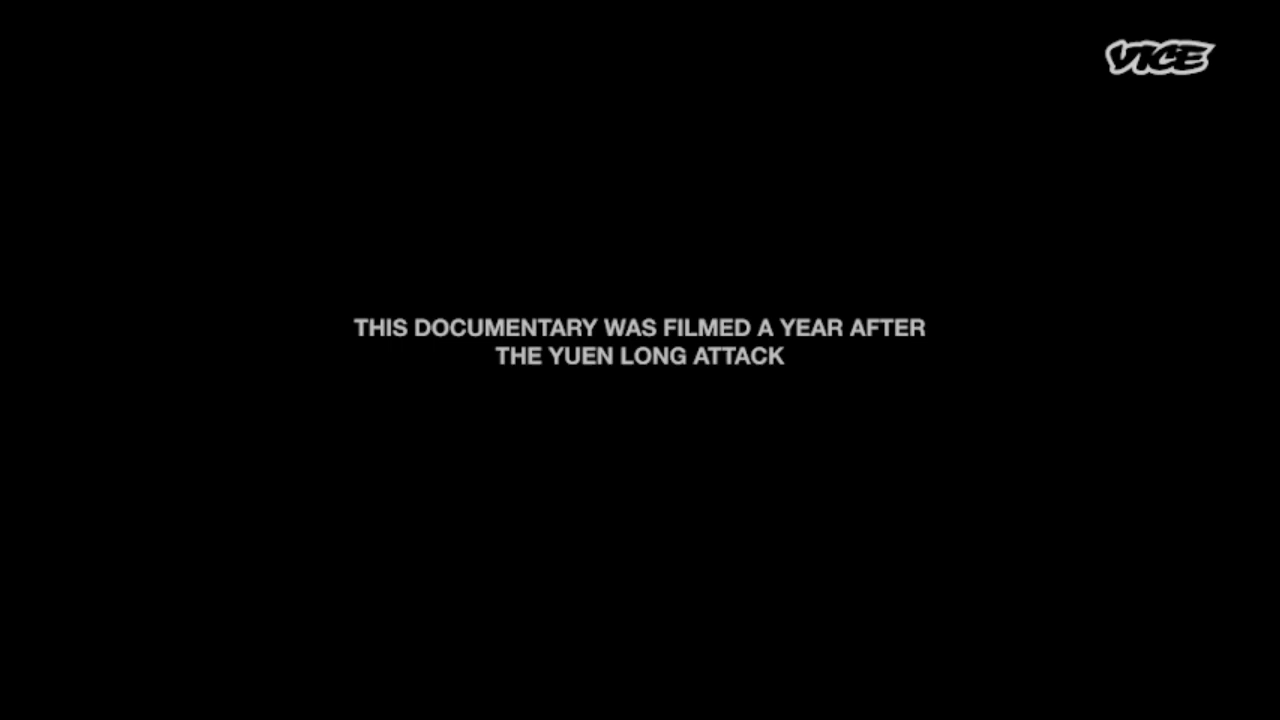 VICE
THIS DOCUMENTARY WAS FILMED A YEAR AFTER
THE YUEN LONG ATTACK